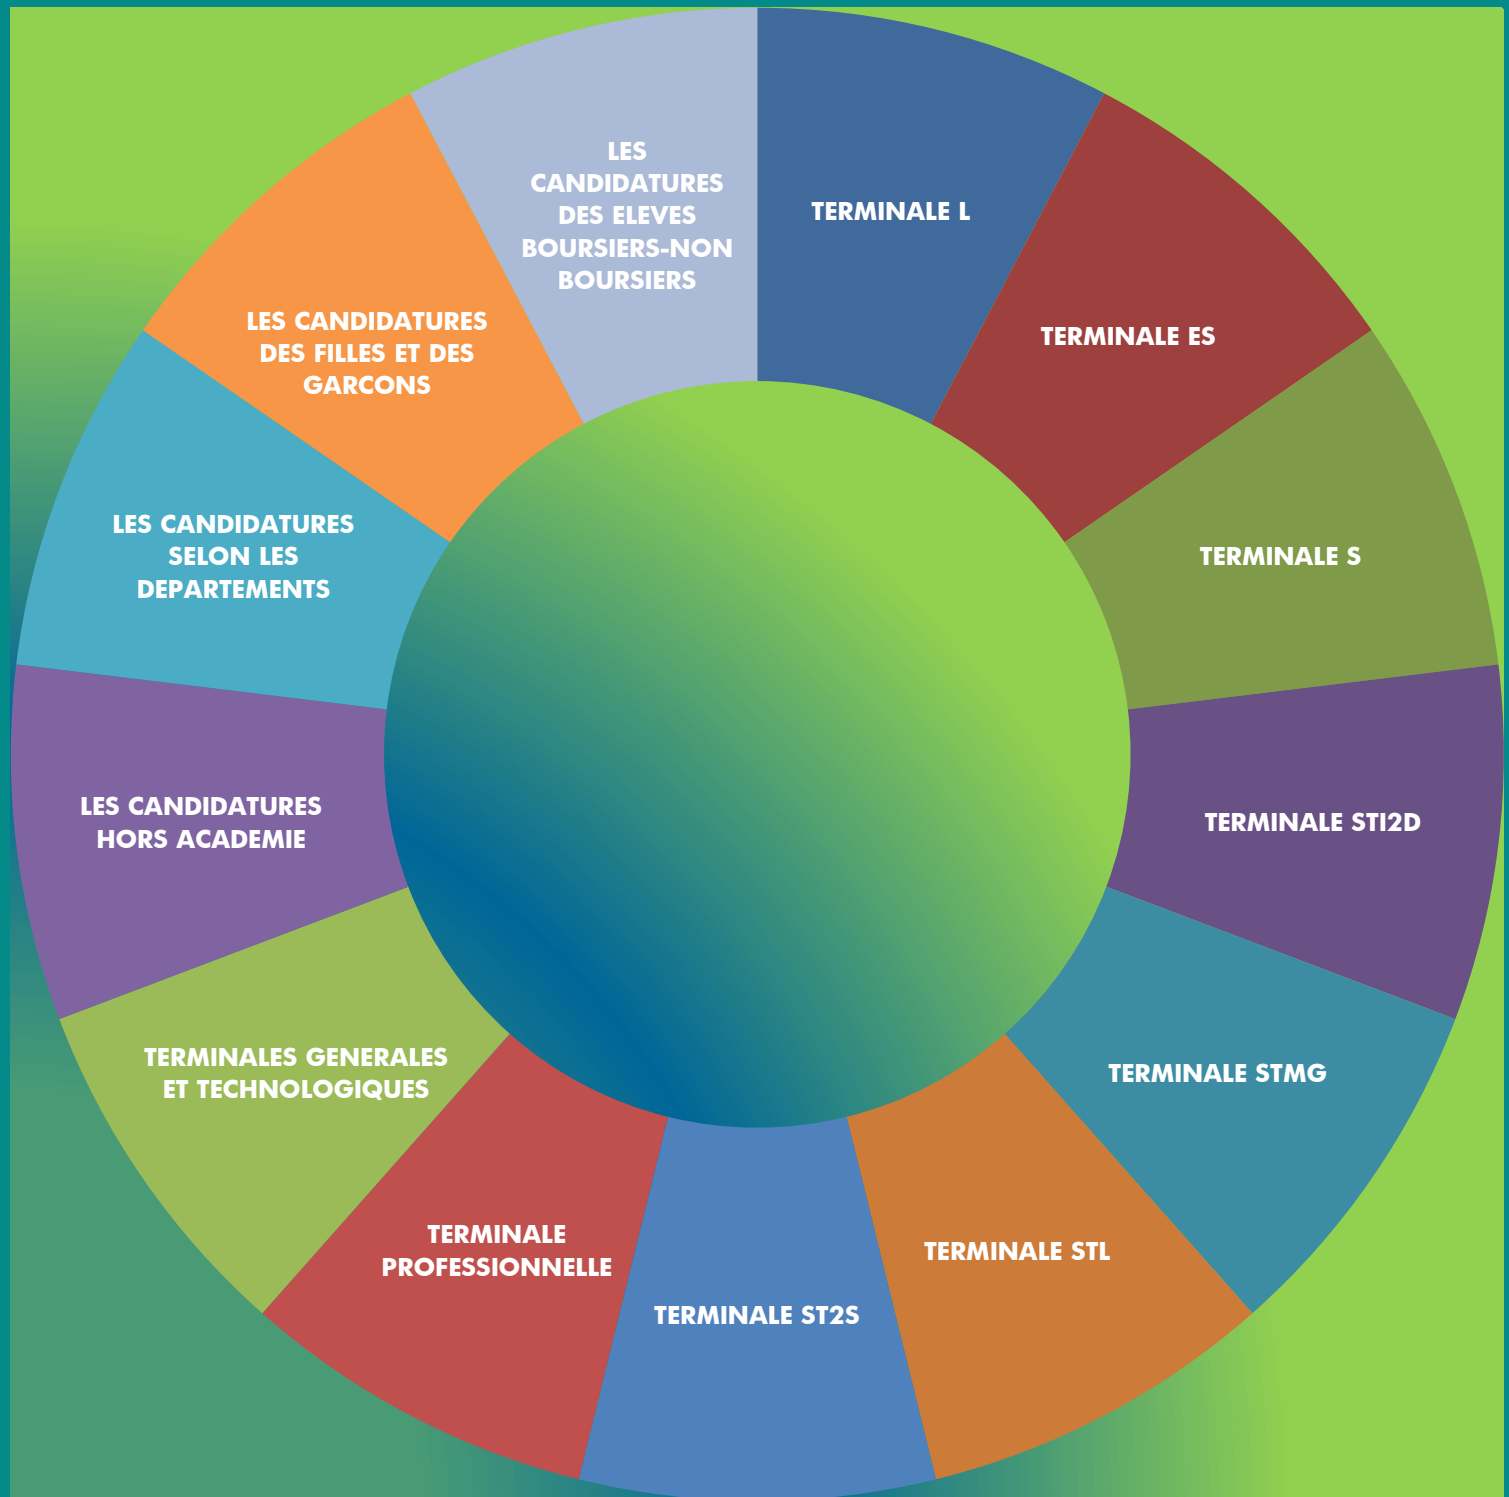 LES
CANDIDATURES
DES ELEVES
BOURSIERS-NON
BOURSIERS
TERMINALE L
TERMINALE ES
TERMINALE S
TERMINALE STI2D
TERMINALE STMG
TERMINALE STL
TERMINALE ST2S
TERMINALE
PROFESSIONNELLE
TERMINALES GENERALES
ET TECHNOLOGIQUES
LES CANDIDATURES
HORS ACADEMIE
LES CANDIDATURES
SELON LES
DEPARTEMENTS
LES CANDIDATURES
DES FILLES ET DES
GARCONS